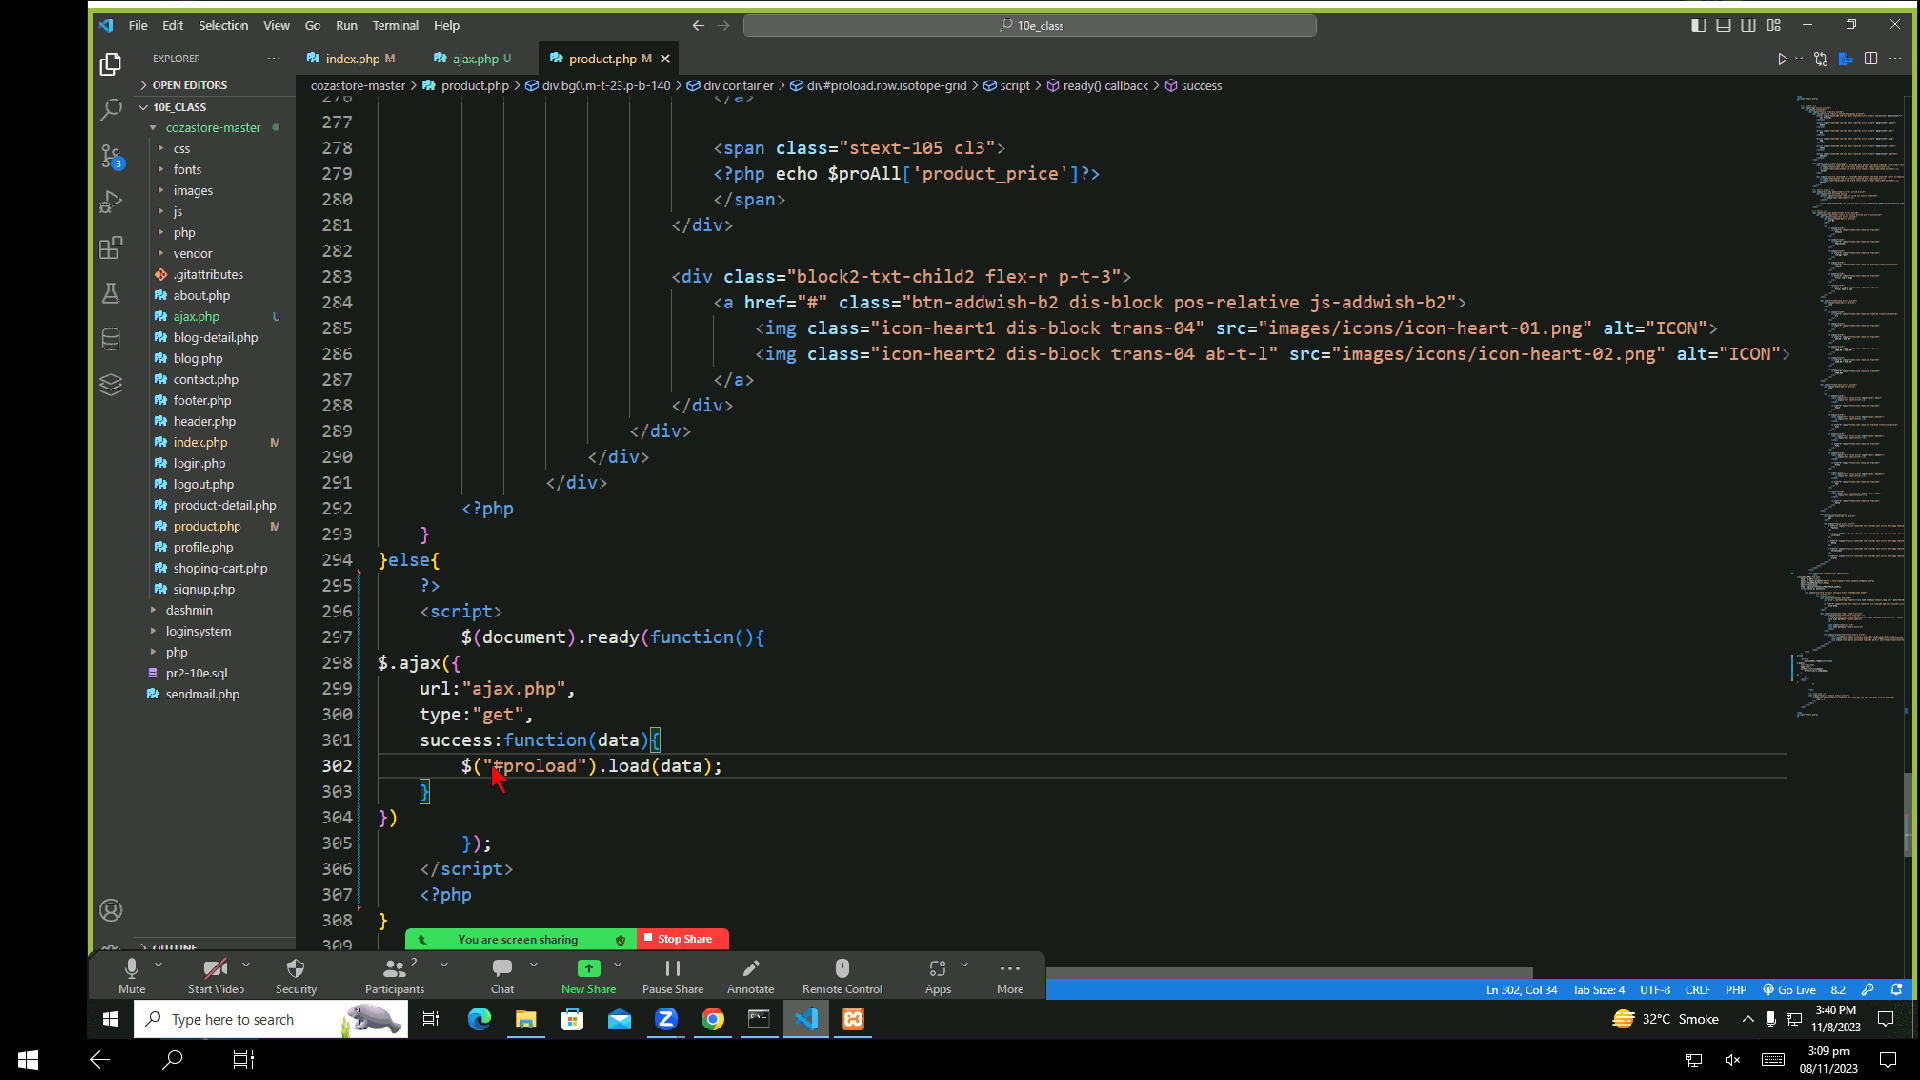 File Edit Selection View Go Run Terminal Help
10e_class
EXPLORER
index.php M
ajax.php U
product.php M
OPEN EDITORS
cozastore-master > product.php > div.bg0.m-t-23.p-b-140 > div.container > div#proload.row.isotope-grid > script > ready() callback > success
10E_CLASS
cozastore-master
css
fonts
images
js
php
vendor
.gitattributes
about.php
ajax.php U
blog-detail.php
blog.php
contact.php
footer.php
header.php
index.php M
login.php
logout.php
product-detail.php
product.php M
profile.php
shoping-cart.php
signup.php
dashmin
loginsystem
php
pr2-10e.sql
sendmail.php
OUTLINE
276 </a>
277
278 <span class="stext-105 cl3">
279 <?php echo $proAll['product_price']?>
280 </span>
281 </div>
282
283 <div class="block2-txt-child2 flex-r p-t-3">
284 <a href="#" class="btn-addwish-b2 dis-block pos-relative js-addwish-b2">
285 <img class="icon-heart1 dis-block trans-04" src="images/icons/icon-heart-01.png" alt="ICON">
286 <img class="icon-heart2 dis-block trans-04 ab-t-l" src="images/icons/icon-heart-02.png" alt="ICON">
287 </a>
288 </div>
289 </div>
290 </div>
291 </div>
292 <?php
293 }
294 }else{
295 ?>
296 <script>
297 $(document).ready(function(){
298 $.ajax({
299 url:"ajax.php",
300 type:"get",
301 success:function(data){
302 $("#proload").load(data);
303 }
304 })
305 });
306 </script>
307 <?php
308 }
309
You are screen sharing
Stop Share
Mute
Start Video
Security
Participants 2
Chat
New Share
Pause Share
Annotate
Remote Control
Apps
More
Ln 302, Col 34 Tab Size: 4 UTF-8 CRLF PHP Go Live 8.2
Type here to search
32°C Smoke
3:40 PM
11/8/2023
3:09 pm
08/11/2023